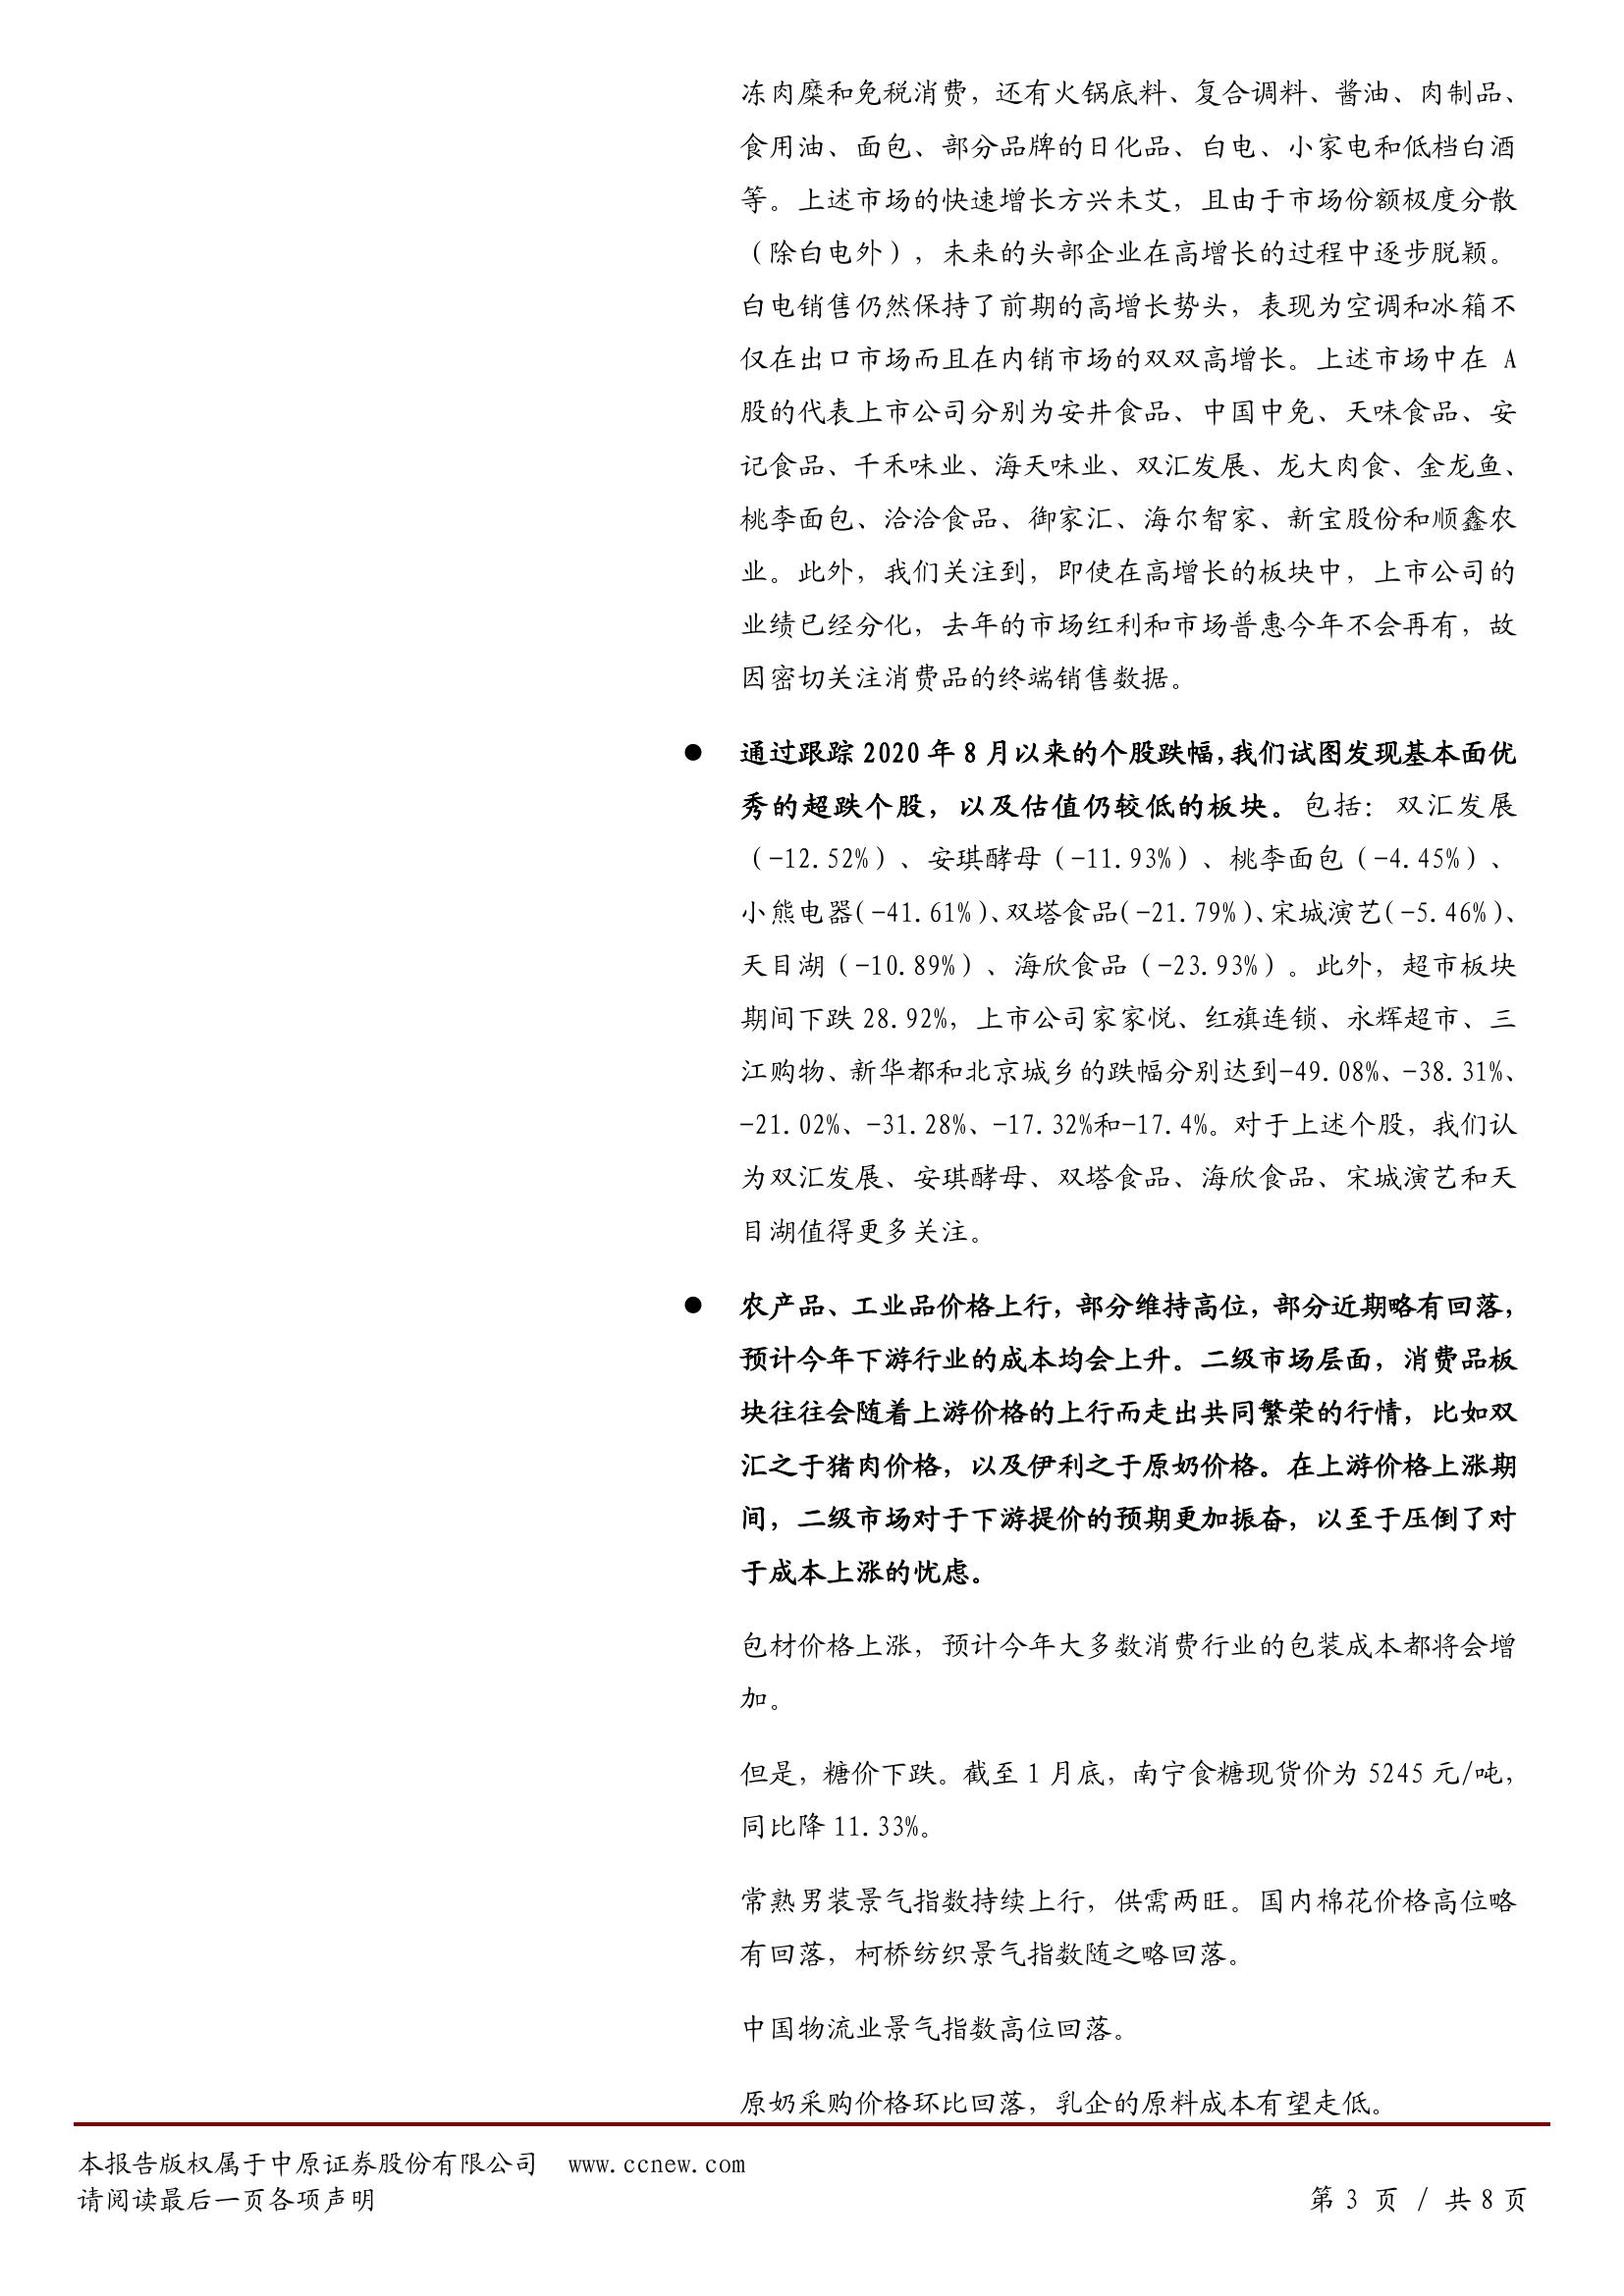 冻肉糜和免税消费，还有火锅底料、复合调料、酱油、肉制品、
食用油、面包、部分品牌的日化品、白电、小家电和低档白酒
等。上述市场的快速增长方兴未艾，且由于市场份额极度分散
（除白电外），未来的头部企业在高增长的过程中逐步脱颖。
白电销售仍然保持了前期的高增长势头，表现为空调和冰箱不
仅在出口市场而且在内销市场的双双高增长。上述市场中在 A
股的代表上市公司分别为安井食品、中国中免、天味食品、安
记食品、千禾味业、海天味业、双汇发展、龙大肉食、金龙鱼、
桃李面包、洽洽食品、御家汇、海尔智家、新宝股份和顺鑫农
业。此外，我们关注到，即使在高增长的板块中，上市公司的
业绩已经分化，去年的市场红利和市场普惠今年不会再有，故
因密切关注消费品的终端销售数据。
● 通过跟踪 2020 年 8 月以来的个股跌幅，我们试图发现基本面优
秀的超跌个股，以及估值仍较低的板块。包括：双汇发展
（-12.52%）、安琪酵母（-11.93%）、桃李面包（-4.45%）、
小熊电器（-41.61%）、双塔食品（-21.79%）、宋城演艺（-5.46%）、
天目湖（-10.89%）、海欣食品（-23.93%）。此外，超市板块
期间下跌 28.92%，上市公司家家悦、红旗连锁、永辉超市、三
江购物、新华都和北京城乡的跌幅分别达到-49.08%、-38.31%、
-21.02%、-31.28%、-17.32%和-17.4%。对于上述个股，我们认
为双汇发展、安琪酵母、双塔食品、海欣食品、宋城演艺和天
目湖值得更多关注。
● 农产品、工业品价格上行，部分维持高位，部分近期略有回落，
预计今年下游行业的成本均会上升。二级市场层面，消费品板
块往往会随着上游价格的上行而走出共同繁荣的行情，比如双
汇之于猪肉价格，以及伊利之于原奶价格。在上游价格上涨期
间，二级市场对于下游提价的预期更加振奋，以至于压倒了对
于成本上涨的忧虑。
包材价格上涨，预计今年大多数消费行业的包装成本都将会增
加。
但是，糖价下跌。截至 1 月底，南宁食糖现货价为 5245 元/吨，
同比降 11.33%。
常熟男装景气指数持续上行，供需两旺。国内棉花价格高位略
有回落，柯桥纺织景气指数随之略回落。
中国物流业景气指数高位回落。
原奶采购价格环比回落，乳企的原料成本有望走低。
本报告版权属于中原证券股份有限公司 www.ccnew.com
请阅读最后一页各项声明
第 3 页 / 共 8 页